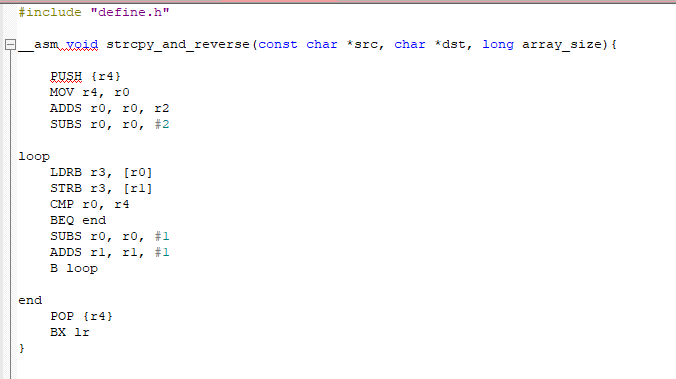 #include "define.h"
__asm void strcpy_and_reverse(const char *src, char *dst, long array_size){
PUSH {r4}
MOV r4, r0
ADDS r0, r0, r2
SUBS r0, r0, #2
loop
LDRB r3, [r0]
STRB r3, [r1]
CMP r0, r4
BEQ end
SUBS r0, r0, #1
ADDS r1, r1, #1
B loop
end
POP {r4}
BX lr
}